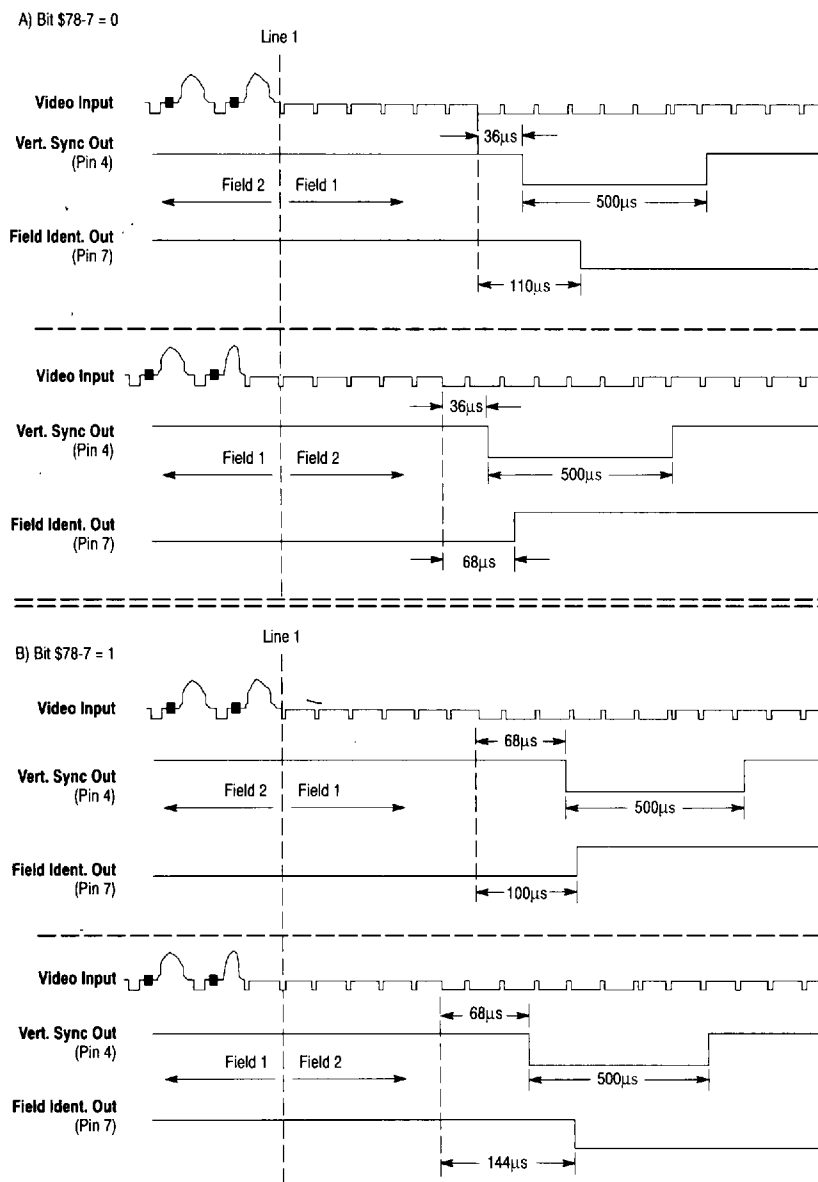 A) Bit $78-7 = 0
Line 1
Video Input
36μs
Vert. Sync Out
(Pin 4)
Field 2 Field 1
500μs
Field Ident. Out
(Pin 7)
110μs
Video Input
36μs
Vert. Sync Out
(Pin 4)
Field 1 Field 2
500μs
Field Ident. Out
(Pin 7)
68μs
Line 1
B) Bit $78-7 = 1
Video Input
68μs
Vert. Sync Out
(Pin 4)
Field 2 Field 1
500μs
Field Ident. Out
(Pin 7)
100μs
Video Input
68μs
Vert. Sync Out
(Pin 4)
Field 1 Field 2
500μs
Field Ident. Out
(Pin 7)
144μs